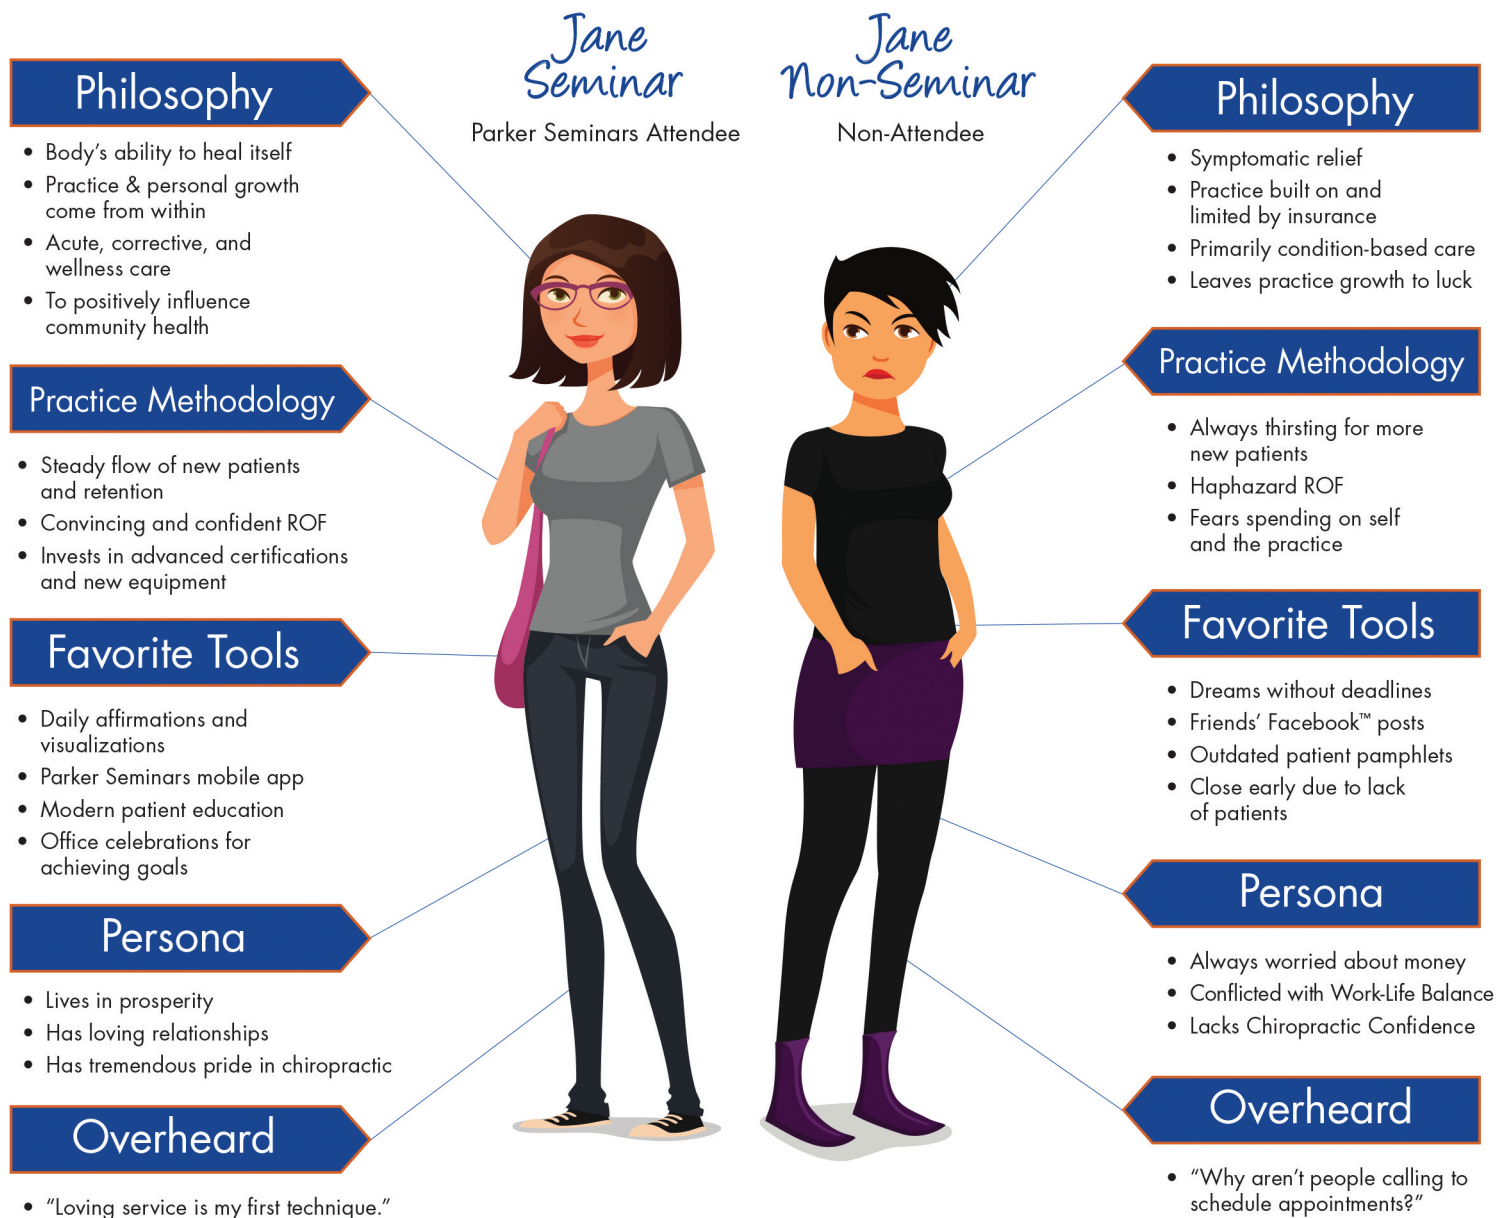 Jane
Seminar
Parker Seminars Attendee
Philosophy
• Body's ability to heal itself
• Practice & personal growth
come from within
• Acute, corrective, and
wellness care
• To positively influence
community health
Practice Methodology
• Steady flow of new patients
and retention
• Convincing and confident ROF
• Invests in advanced certifications
and new equipment
Favorite Tools
• Daily affirmations and
visualizations
• Parker Seminars mobile app
• Modern patient education
• Office celebrations for
achieving goals
Persona
• Lives in prosperity
• Has loving relationships
• Has tremendous pride in chiropractic
Overheard
• “Loving service is my first technique.”
Jane
Non-Seminar
Non-Attendee
Philosophy
• Symptomatic relief
• Practice built on and
limited by insurance
• Primarily condition-based care
• Leaves practice growth to luck
Practice Methodology
• Always thirsting for more
new patients
• Haphazard ROF
• Fears spending on self
and the practice
Favorite Tools
• Dreams without deadlines
• Friends’ Facebook™ posts
• Outdated patient pamphlets
• Close early due to lack
of patients
Persona
• Always worried about money
• Conflicted with Work-Life Balance
• Lacks Chiropractic Confidence
Overheard
• “Why aren’t people calling to
schedule appointments?”